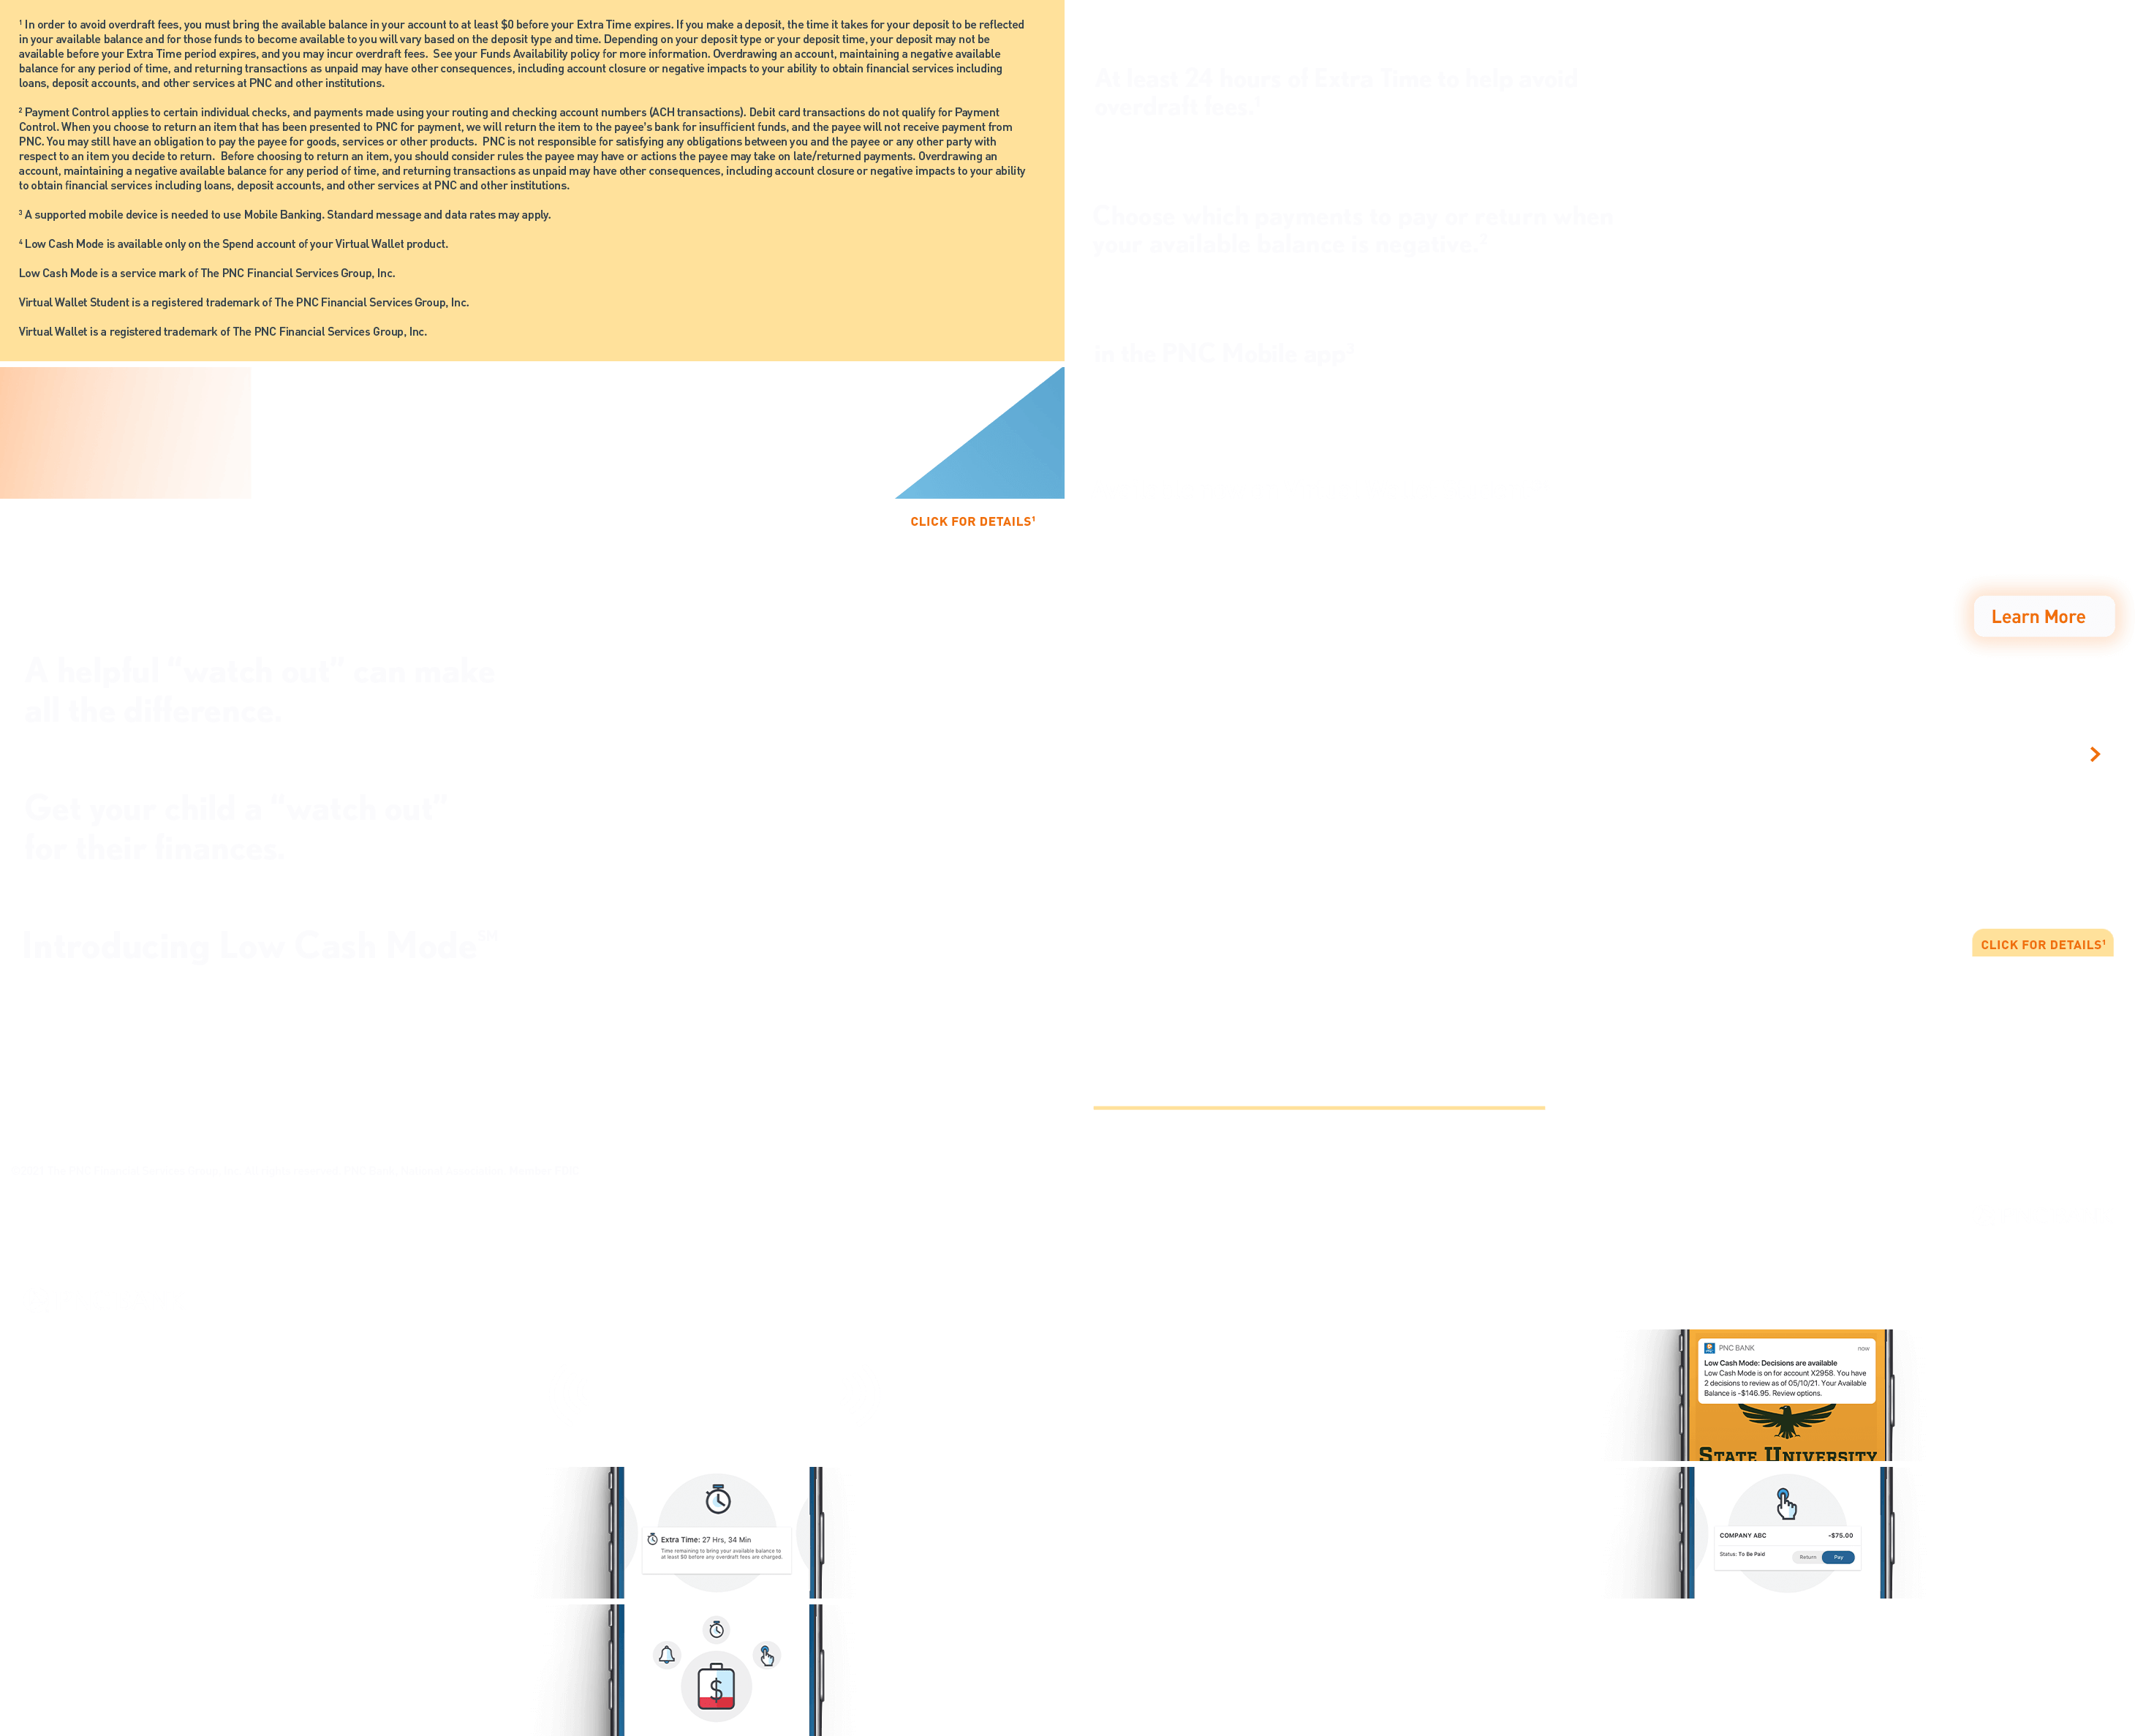 ¹ In order to avoid overdraft fees, you must bring the available balance in your account to at least $0 before your Extra Time expires. If you make a deposit, the time it takes for your deposit to be reflected
in your available balance and for those funds to become available to you will vary based on the deposit type and time. Depending on your deposit type or your deposit time, your deposit may not be
available before your Extra Time period expires, and you may incur overdraft fees.  See your Funds Availability policy for more information. Overdrawing an account, maintaining a negative available
balance for any period of time, and returning transactions as unpaid may have other consequences, including account closure or negative impacts to your ability to obtain financial services including
loans, deposit accounts, and other services at PNC and other institutions.
² Payment Control applies to certain individual checks, and payments made using your routing and checking account numbers (ACH transactions). Debit card transactions do not qualify for Payment
Control. When you choose to return an item that has been presented to PNC for payment, we will return the item to the payee's bank for insufficient funds, and the payee will not receive payment from
PNC. You may still have an obligation to pay the payee for goods, services or other products.  PNC is not responsible for satisfying any obligations between you and the payee or any other party with
respect to an item you decide to return.  Before choosing to return an item, you should consider rules the payee may have or actions the payee may take on late/returned payments. Overdrawing an
account, maintaining a negative available balance for any period of time, and returning transactions as unpaid may have other consequences, including account closure or negative impacts to your ability
to obtain financial services including loans, deposit accounts, and other services at PNC and other institutions.
³ A supported mobile device is needed to use Mobile Banking. Standard message and data rates may apply.
⁴ Low Cash Mode is available only on the Spend account of your Virtual Wallet product.
Low Cash Mode is a service mark of The PNC Financial Services Group, Inc.
Virtual Wallet Student is a registered trademark of The PNC Financial Services Group, Inc.
Virtual Wallet is a registered trademark of The PNC Financial Services Group, Inc.
At least 24 hours of Extra Time to help avoid
overdraft fees.¹
Choose which payments to pay or return when
your available balance is negative.²
in the PNC Mobile app³
CLICK FOR DETAILS¹
Learn More
A helpful “watch out” can make
all the difference.
Get your child a “watch out”
for their finances.
Introducing Low Cash Mode℠
CLICK FOR DETAILS¹
PNC BANK now
Low Cash Mode: Decisions are available
Low Cash Mode is on for account X2958. You have
2 decisions to review as of 05/10/21. Your Available
Balance is -$146.95. Review options.
STATE UNIVERSITY
Extra Time: 27 Hrs, 34 Min
Time remaining to bring your available balance to
at least $0 before any overdraft fees are charged.
COMPANY ABC -$75.00
Status: To Be Paid Return Pay
$